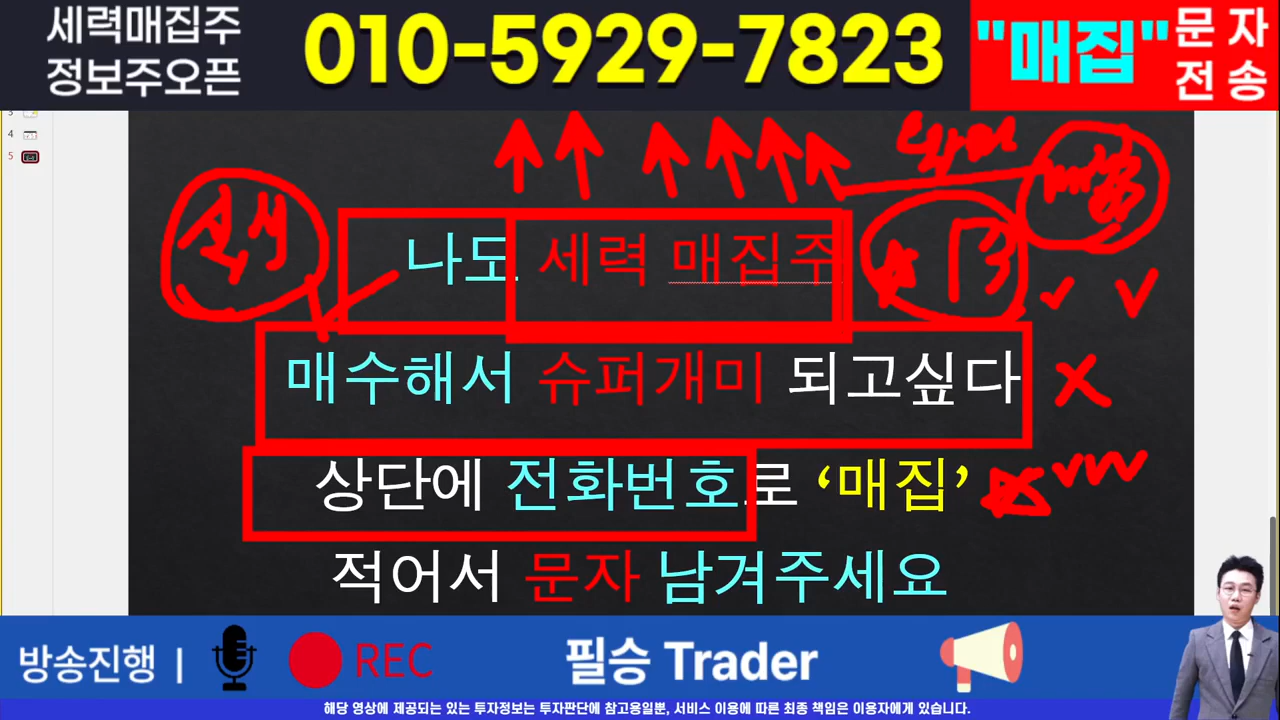 세력매집주
정보주오픈
010-5929-7823
"매집"
문자
전송
3
4
5
나도 세력 매집주
매수해서 슈퍼개미 되고싶다
상단에 전화번호로 ‘매집’
적어서 문자 남겨주세요
방송진행 |
REC
필승 Trader
해당 영상에 제공되는 있는 투자정보는 투자판단에 참고용일뿐, 서비스 이용에 따른 최종 책임은 이용자에게 있습니다.